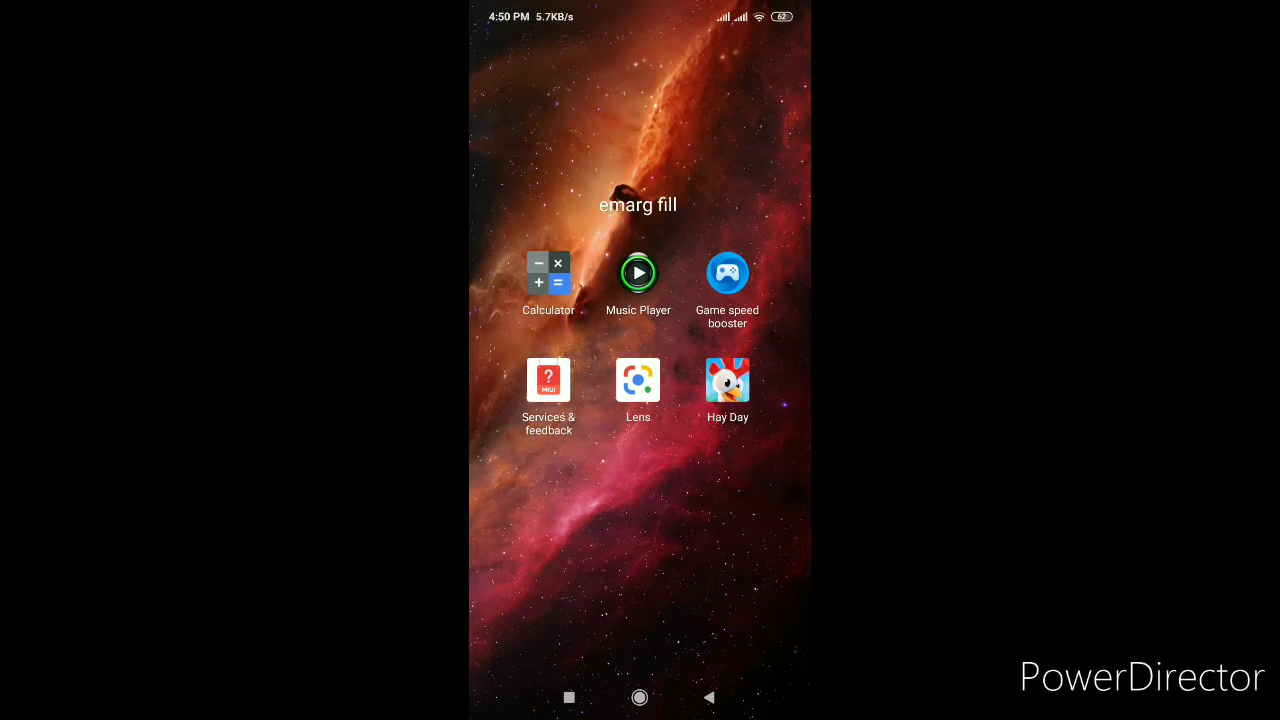 4:50 PM 5.7KB/s
62
emarg fill
Calculator
Music Player
Game speed
booster
?
MIUI
Services &
feedback
Lens
Hay Day
PowerDirector